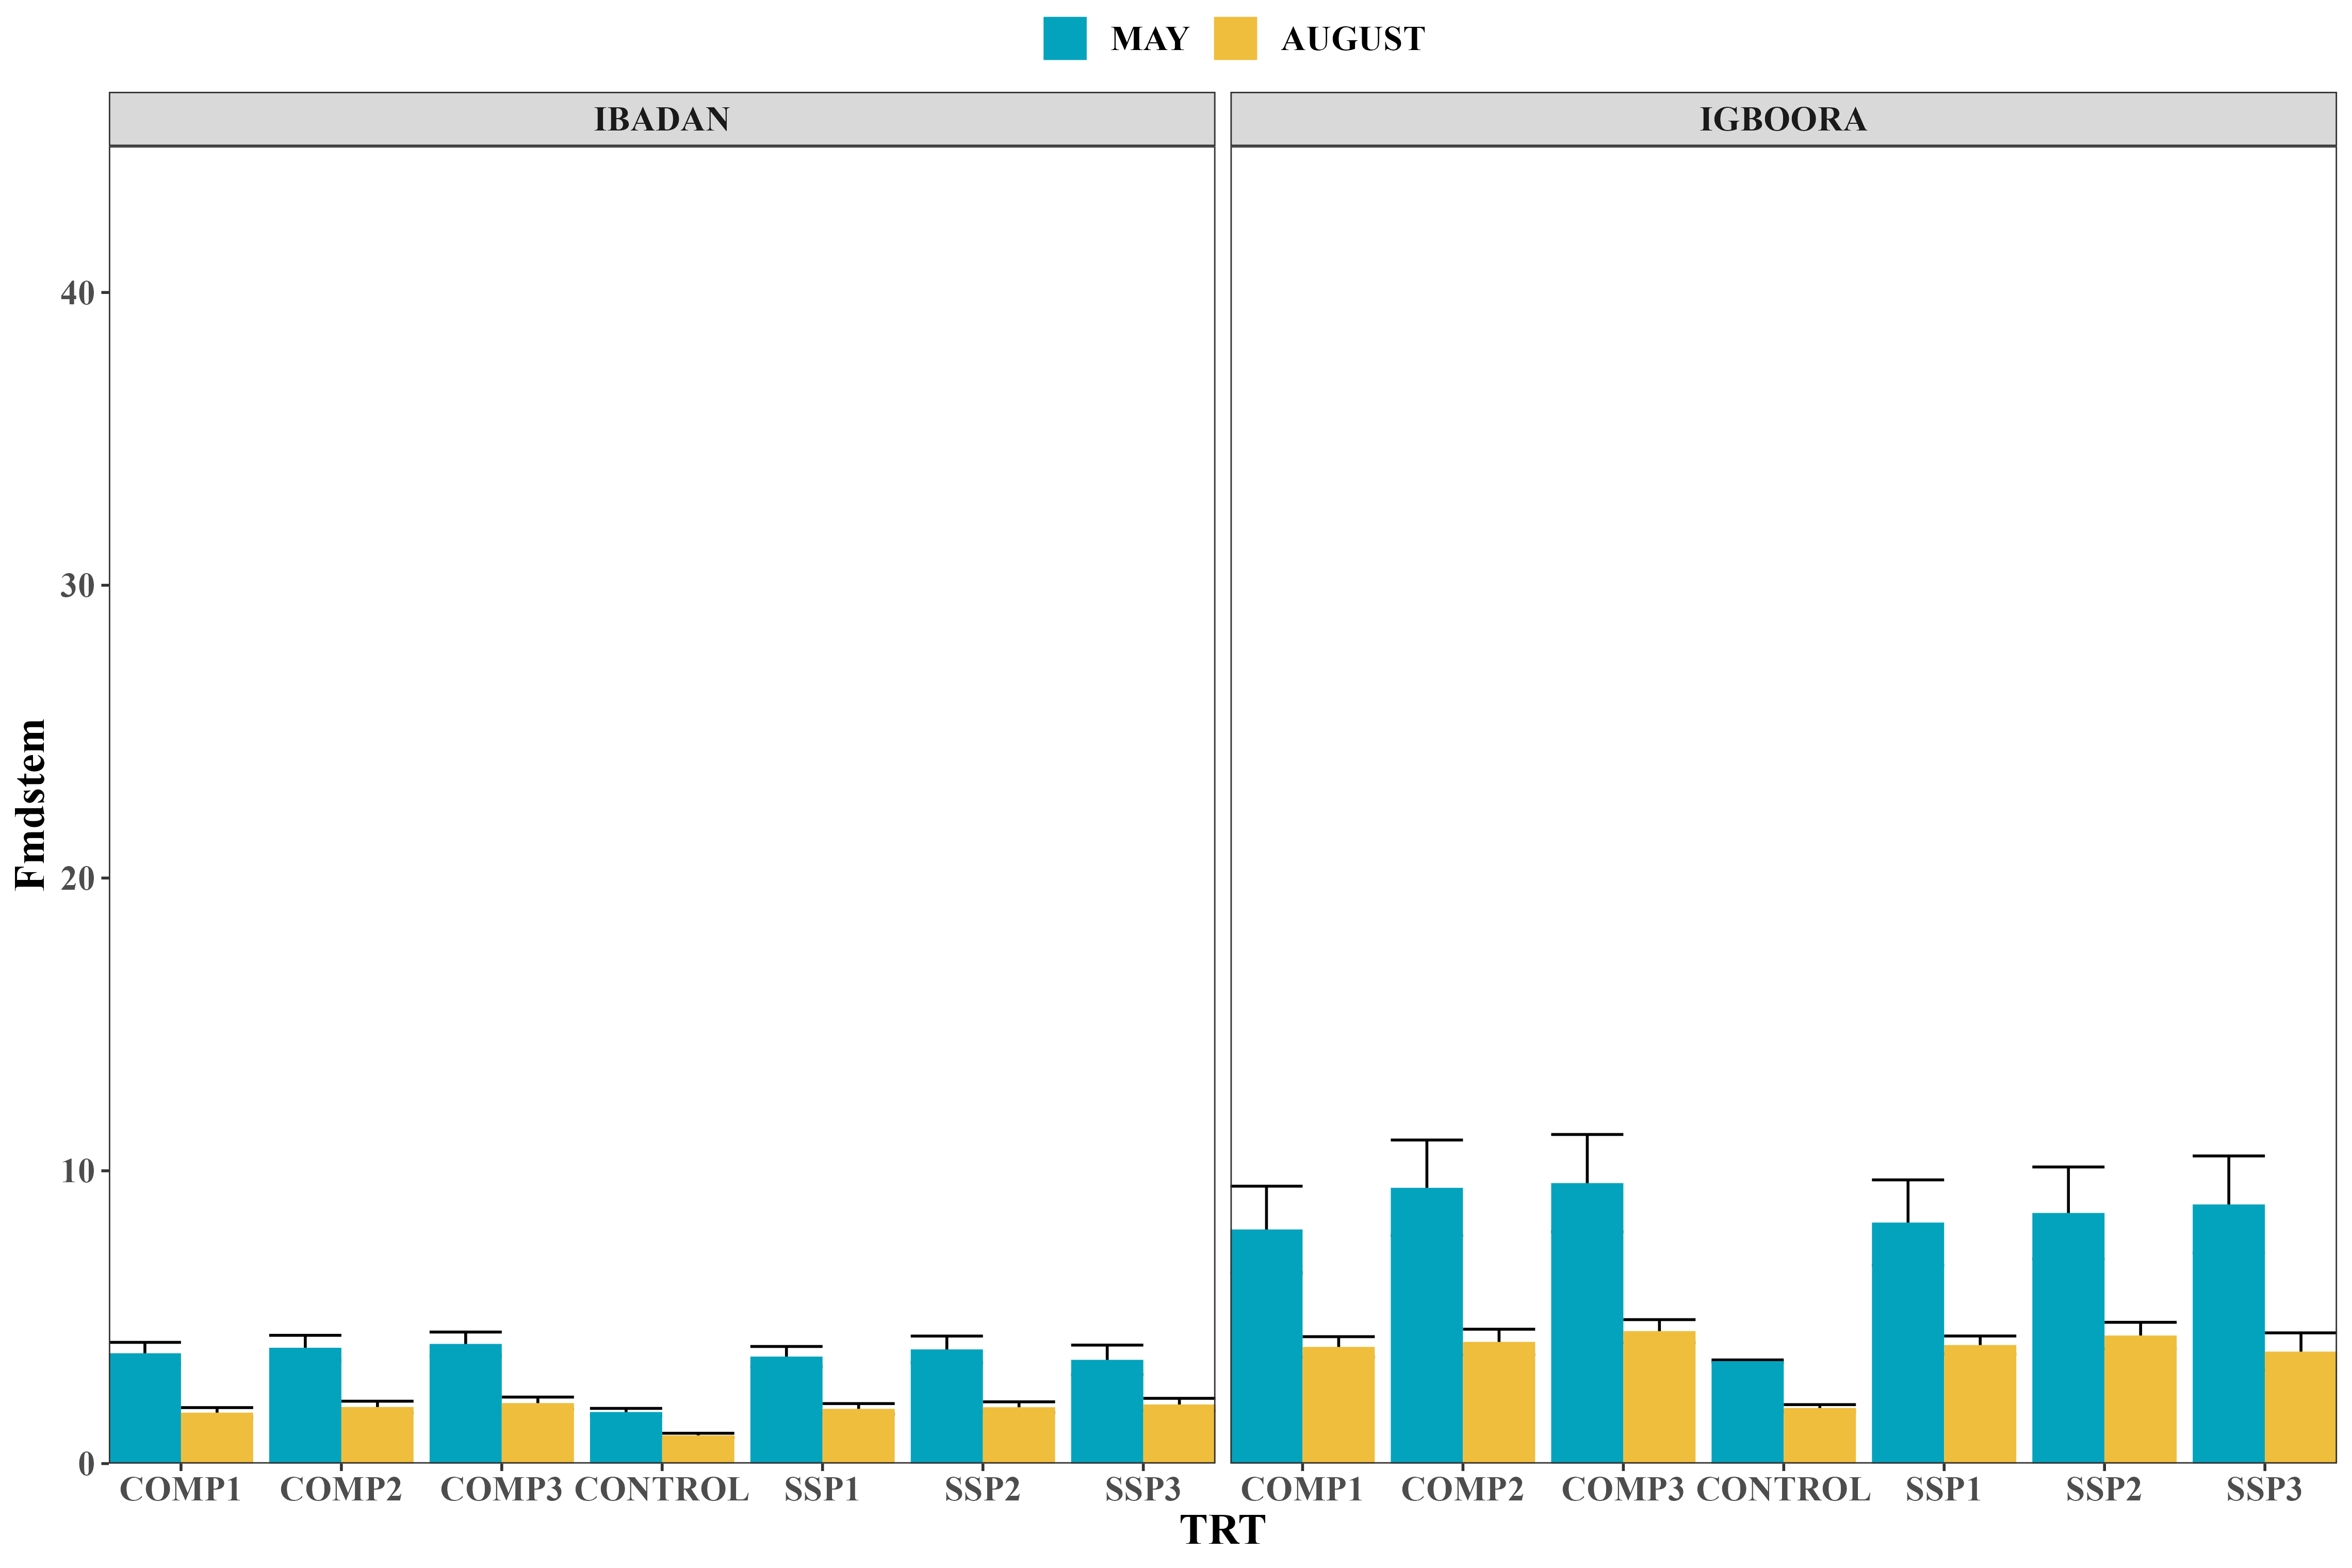 MAY AUGUST
IBADAN IGBOORA
40
30
20
10
0
Fmdstem
COMP1 COMP2 COMP3 CONTROL SSP1 SSP2 SSP3 COMP1 COMP2 COMP3 CONTROL SSP1 SSP2 SSP3
TRT